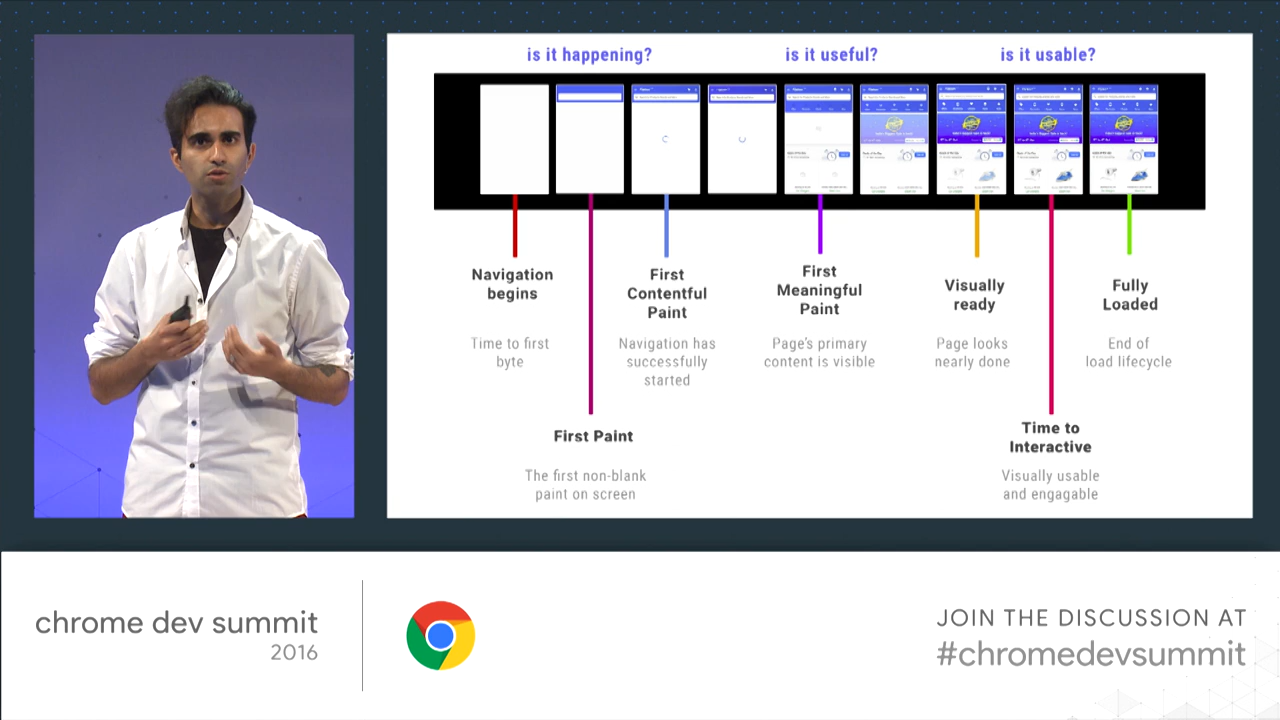 is it happening?
is it useful?
is it usable?
Navigation
begins
Time to first
byte
First Paint
The first non-blank
paint on screen
First
Contentful
Paint
Navigation has
successfully
started
First
Meaningful
Paint
Page's primary
content is visible
Visually
ready
Page looks
nearly done
Time to
Interactive
Visually usable
and engagable
Fully
Loaded
End of
load lifecycle
chrome dev summit
2016
JOIN THE DISCUSSION AT
#chromedevsummit